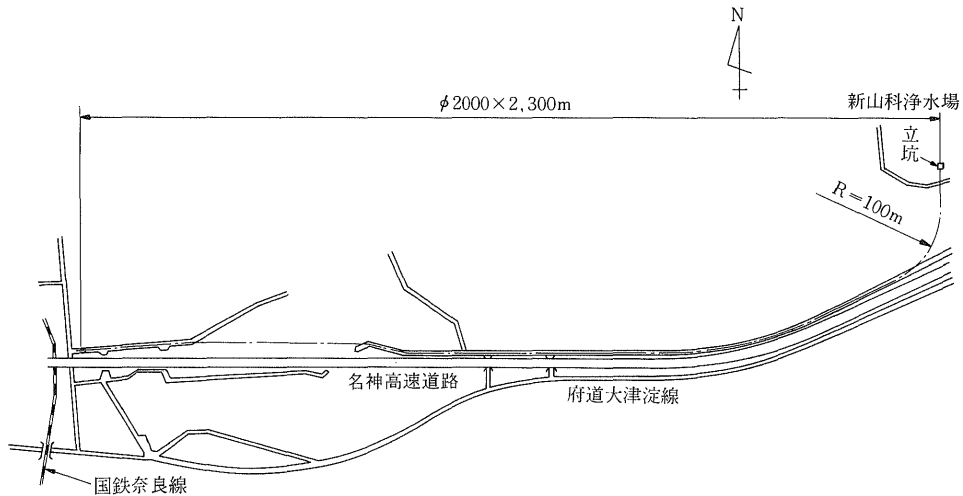 N
φ2000×2,300m
新山科浄水場
立坑
R=100m
名神高速道路
府道大津淀線
国鉄奈良線